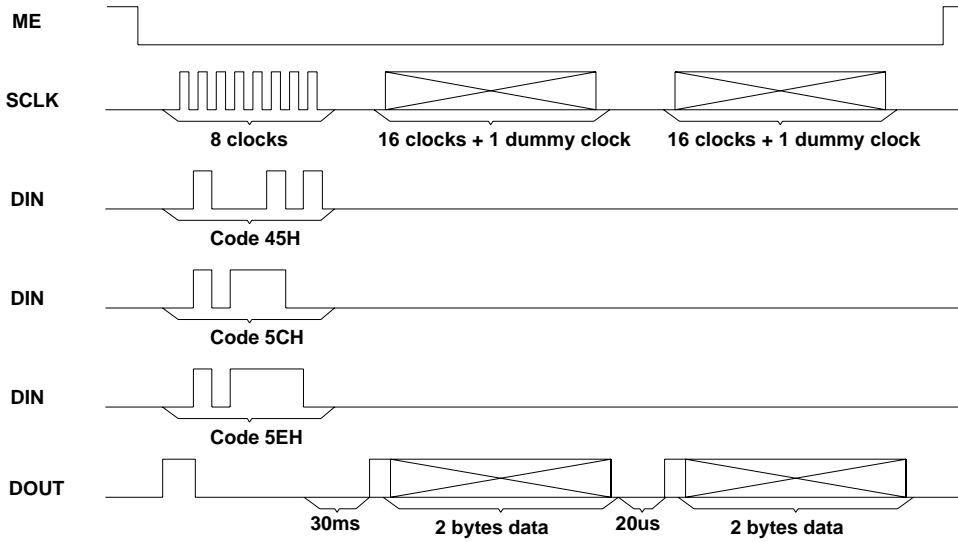 ME
SCLK
8 clocks
16 clocks + 1 dummy clock
16 clocks + 1 dummy clock
DIN
Code 45H
DIN
Code 5CH
DIN
Code 5EH
DOUT
30ms
2 bytes data
20us
2 bytes data